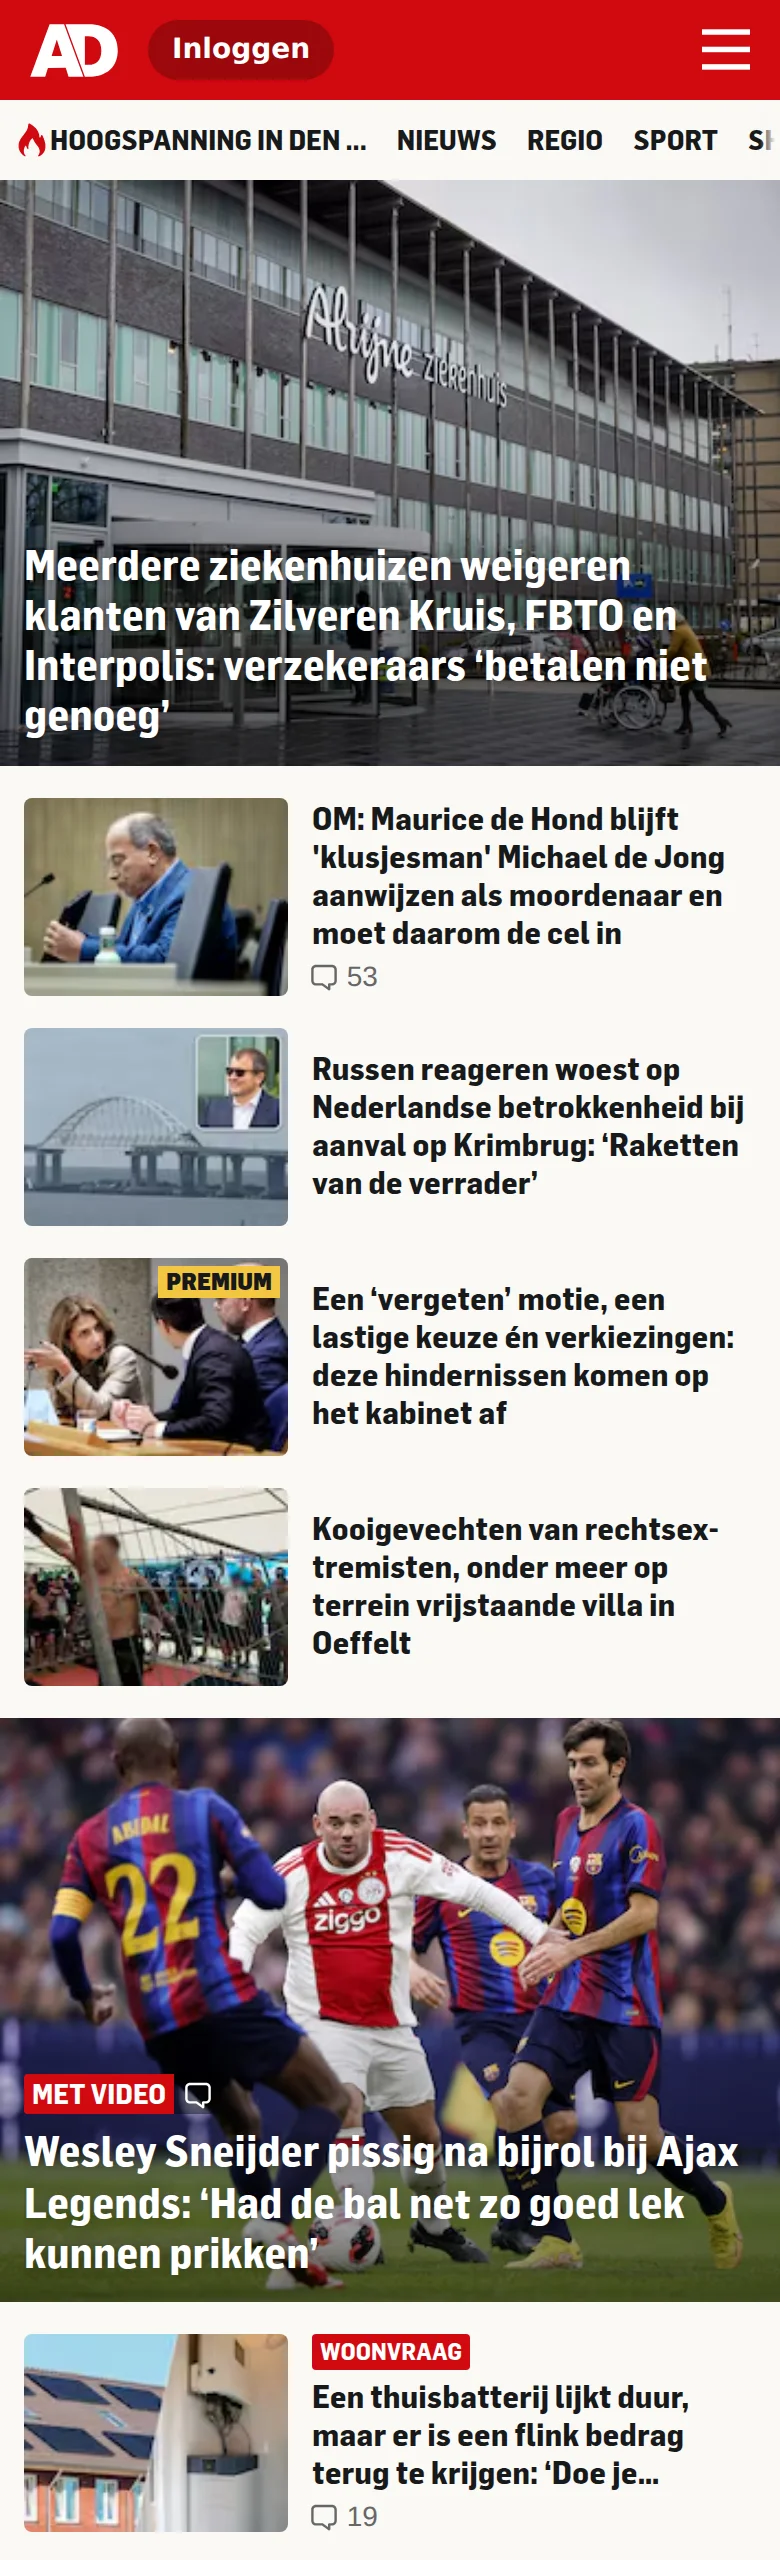 AD Inloggen
HOOGSPANNING IN DEN ... NIEUWS REGIO SPORT
Alrijne ziekenhuis
Meerdere ziekenhuizen weigeren
klanten van Zilveren Kruis, FBTO en
Interpolis: verzekeraars ‘betalen niet
genoeg’
OM: Maurice de Hond blijft
'klusjesman' Michael de Jong
aanwijzen als moordenaar en
moet daarom de cel in
53
Russen reageren woest op
Nederlandse betrokkenheid bij
aanval op Krimbrug: ‘Raketten
van de verrader’
PREMIUM
Een ‘vergeten’ motie, een
lastige keuze én verkiezingen:
deze hindernissen komen op
het kabinet af
Kooigevechten van rechtsex-
tremisten, onder meer op
terrein vrijstaande villa in
Oeffelt
ABIDAL
22
ziggo
MET VIDEO
Wesley Sneijder pissig na bijrol bij Ajax
Legends: ‘Had de bal net zo goed lek
kunnen prikken’
WOONVRAAG
Een thuisbatterij lijkt duur,
maar er is een flink bedrag
terug te krijgen: ‘Doe je...
19